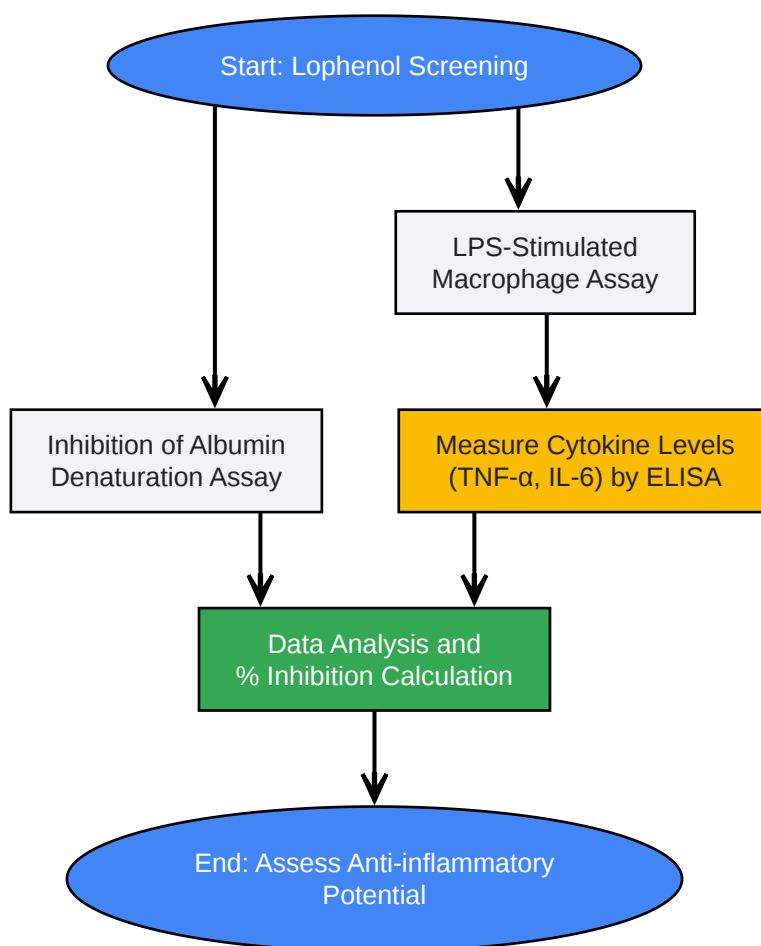 Start: Lophenol Screening
LPS-Stimulated
Macrophage Assay
Inhibition of Albumin
Denaturation Assay
Measure Cytokine Levels
(TNF-α, IL-6) by ELISA
Data Analysis and
% Inhibition Calculation
End: Assess Anti-inflammatory
Potential